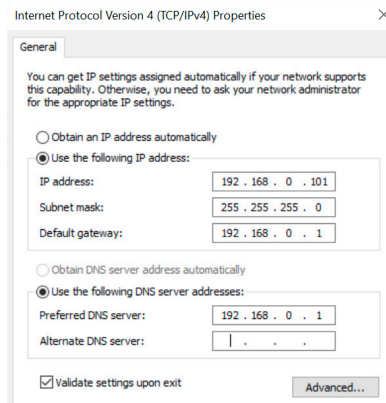 Internet Protocol Version 4 (TCP/IPv4) Properties
General
You can get IP settings assigned automatically if your network supports
this capability. Otherwise, you need to ask your network administrator
for the appropriate IP settings.
Obtain an IP address automatically
Use the following IP address:
IP address: 192 . 168 . 0 . 101
Subnet mask: 255 . 255 . 255 . 0
Default gateway: 192 . 168 . 0 . 1
Obtain DNS server address automatically
Use the following DNS server addresses:
Preferred DNS server: 192 . 168 . 0 . 1
Alternate DNS server: . . .
Validate settings upon exit
Advanced...